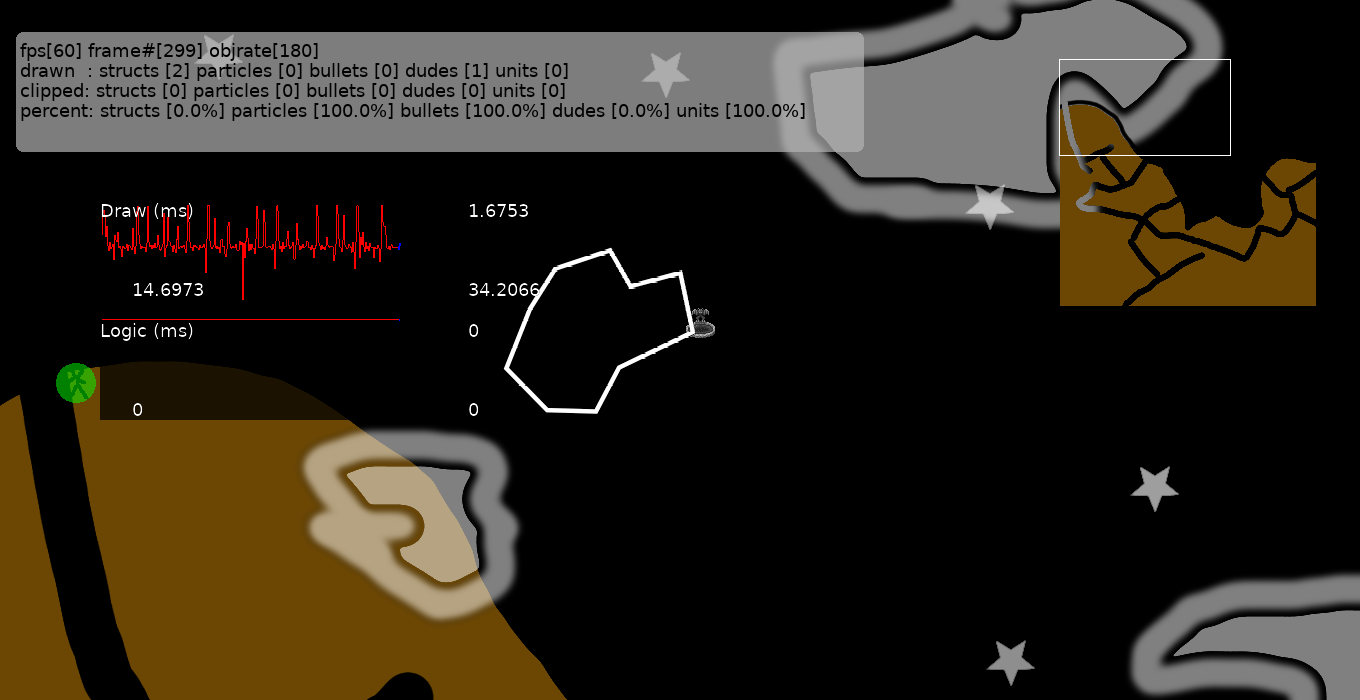 fps[60] frame#[299] objrate[180]
drawn  : structs [2] particles [0] bullets [0] dudes [1] units [0]
clipped: structs [0] particles [0] bullets [0] dudes [0] units [0]
percent: structs [0.0%] particles [100.0%] bullets [100.0%] dudes [0.0%] units [100.0%]
Draw (ms) 1.6753
14.6973 34.2066
Logic (ms) 0
0 0